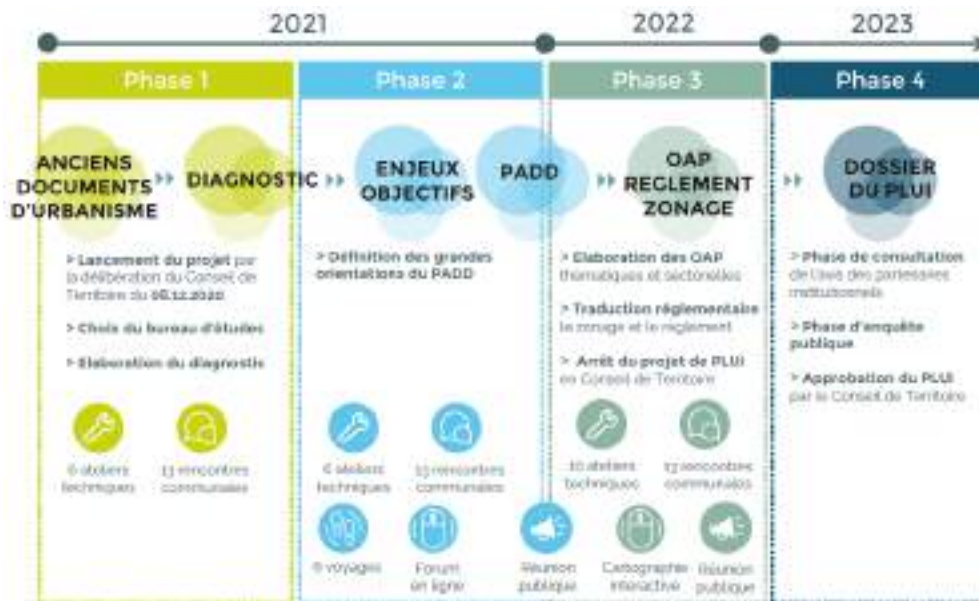 2021
2022
2023
Phase 1
Phase 2
Phase 3
Phase 4
ANCIENS
DOCUMENTS
D'URBANISME
DIAGNOSTIC
ENJEUX
OBJECTIFS
PADD
OAP
REGLEMENT
ZONAGE
DOSSIER
DU PLUI
> Lancement du projet par
la délibération du Conseil de
Territoire du 08.12.2020
> Choix du bureau d'études
> Elaboration du diagnostic
> Définition des grandes
orientations du PADD
> Elaboration des OAP
thématiques et sectorielles
> Traduction réglementaire
le zonage et le règlement
> Arrêt du projet de PLUI
en Conseil de Territoire
> Phase de consultation
de l'avis des partenaires
institutionnels
> Phase d'enquête
publique
> Approbation du PLUI
par le Conseil de Territoire
6 ateliers
techniques
13 rencontres
communales
6 ateliers
techniques
13 rencontres
communales
10 ateliers
techniques
13 rencontres
communales
6 voyages
Forum
en ligne
Réunion
publique
Cartographie
interactive
Réunion
publique